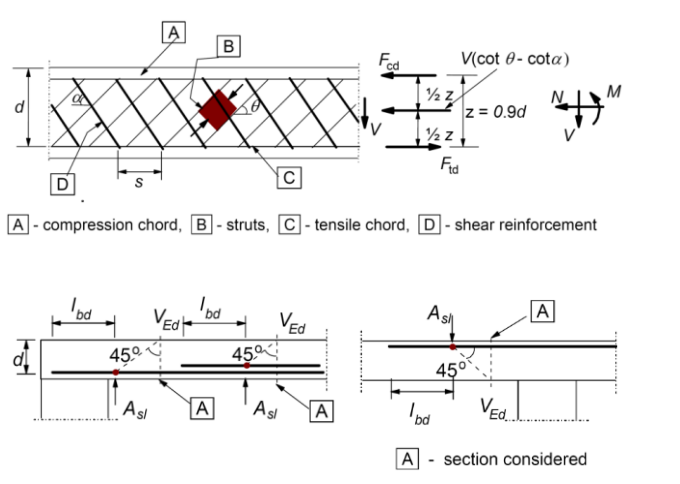 A
B
F_cd
V(cot θ - cotα)
d
α
θ
½ z
z = 0.9d
N
M
V
V
½ z
F_td
D
s
C
A - compression chord, B - struts, C - tensile chord, D - shear reinforcement
l_bd
V_Ed
l_bd
V_Ed
d
45°
45°
A_sl
A
A_sl
A
A_sl
A
45°
l_bd
V_Ed
A - section considered